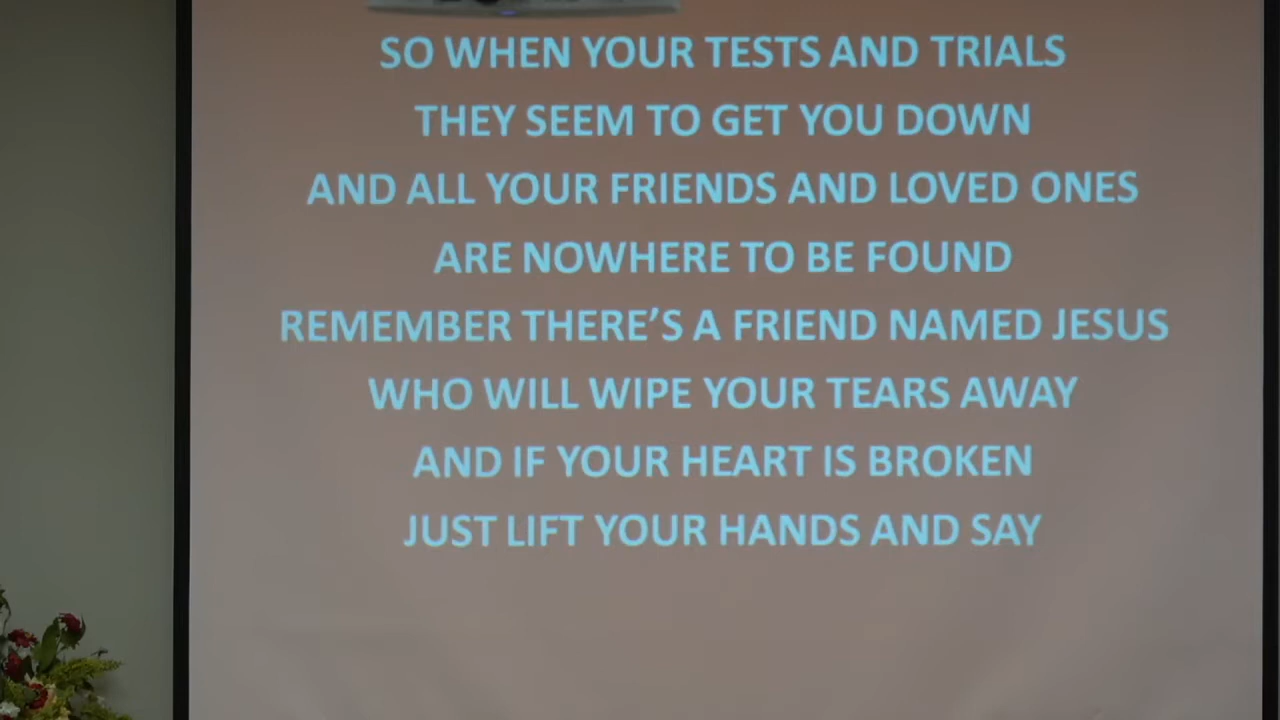 SO WHEN YOUR TESTS AND TRIALS
THEY SEEM TO GET YOU DOWN
AND ALL YOUR FRIENDS AND LOVED ONES
ARE NOWHERE TO BE FOUND
REMEMBER THERE’S A FRIEND NAMED JESUS
WHO WILL WIPE YOUR TEARS AWAY
AND IF YOUR HEART IS BROKEN
JUST LIFT YOUR HANDS AND SAY